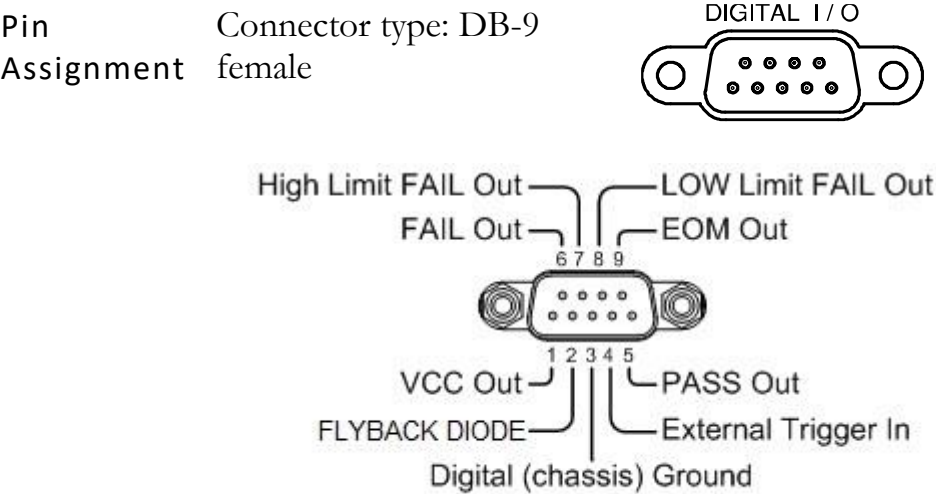 Pin Assignment
Connector type: DB-9 female
DIGITAL I / O
High Limit FAIL Out
LOW Limit FAIL Out
FAIL Out
EOM Out
6 7 8 9
1 2 3 4 5
VCC Out
PASS Out
FLYBACK DIODE
External Trigger In
Digital (chassis) Ground